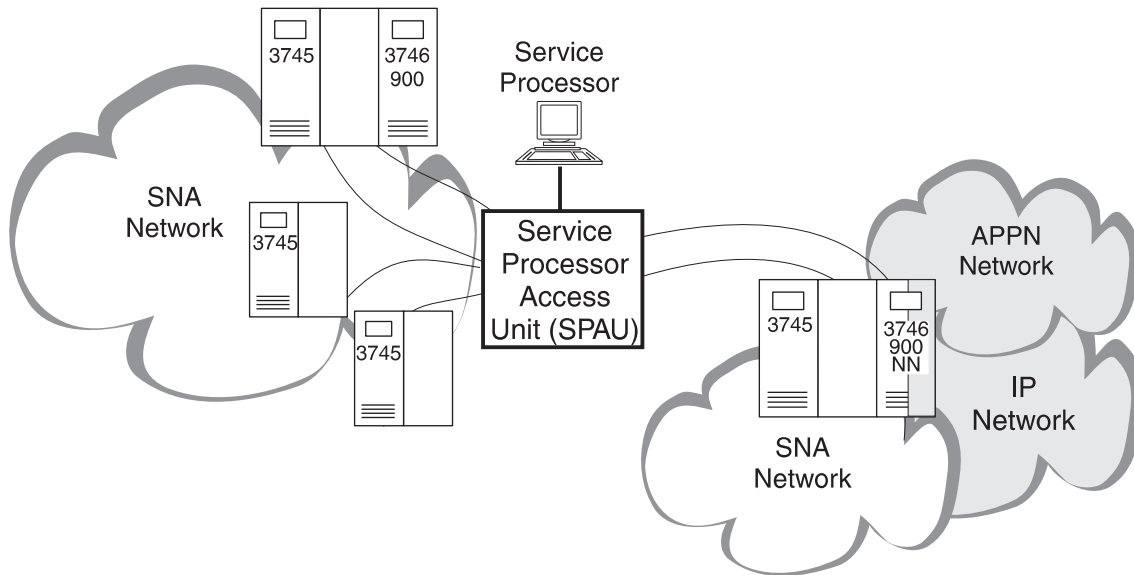 3745
3746
900
Service
Processor
SNA
Network
3745
3745
Service
Processor
Access
Unit (SPAU)
APPN
Network
3745
3746
900
NN
IP
Network
SNA
Network